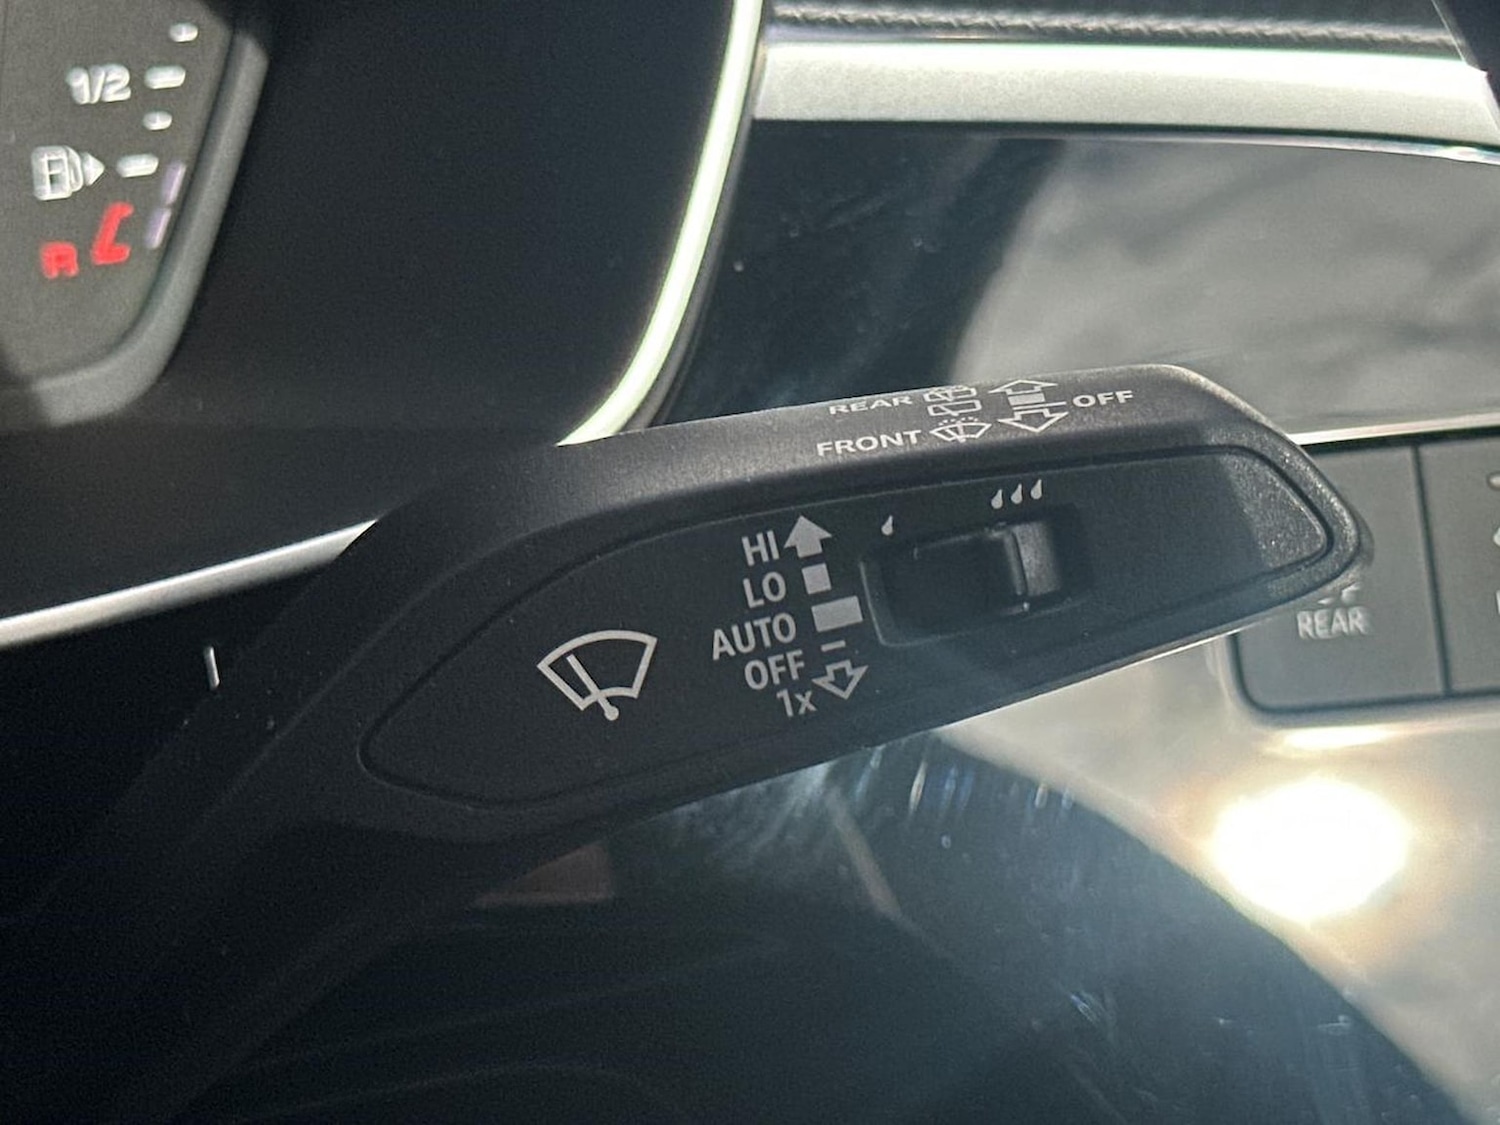 1/2
R
REAR
OFF
FRONT
HI
LO
AUTO
OFF
1x
REAR